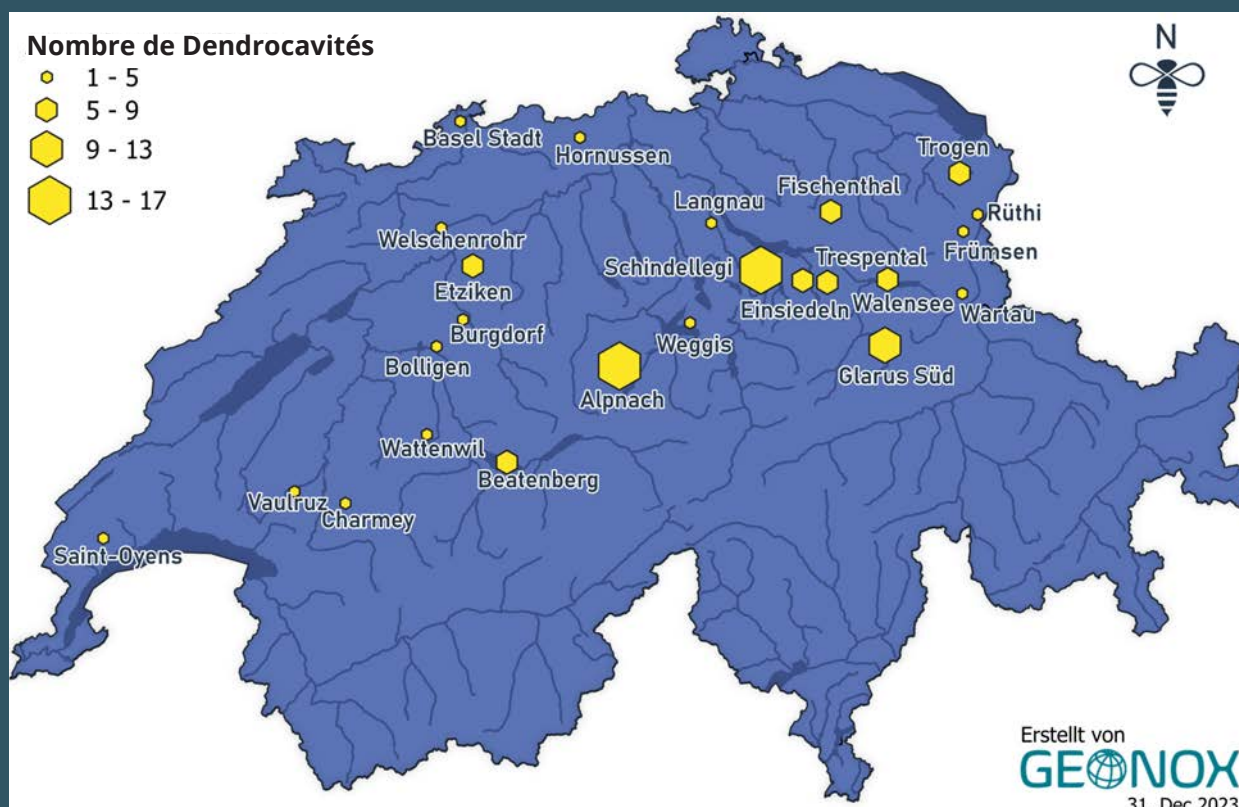 Nombre de Dendrocavités
1 - 5
5 - 9
9 - 13
13 - 17
N
Basel Stadt
Hornussen
Trogen
Fischenthal
Langnau
Rüthi
Welschenrohr
Frümsen
Trespental
Schindellegi
Etziken
Einsiedeln
Walensee
Wartau
Burgdorf
Weggis
Bolligen
Glarus Süd
Alpnach
Wattenwil
Beatenberg
Vaulruz
Charmey
Saint-Oyens
Erstellt von
GEONOX
31. Dec 2023